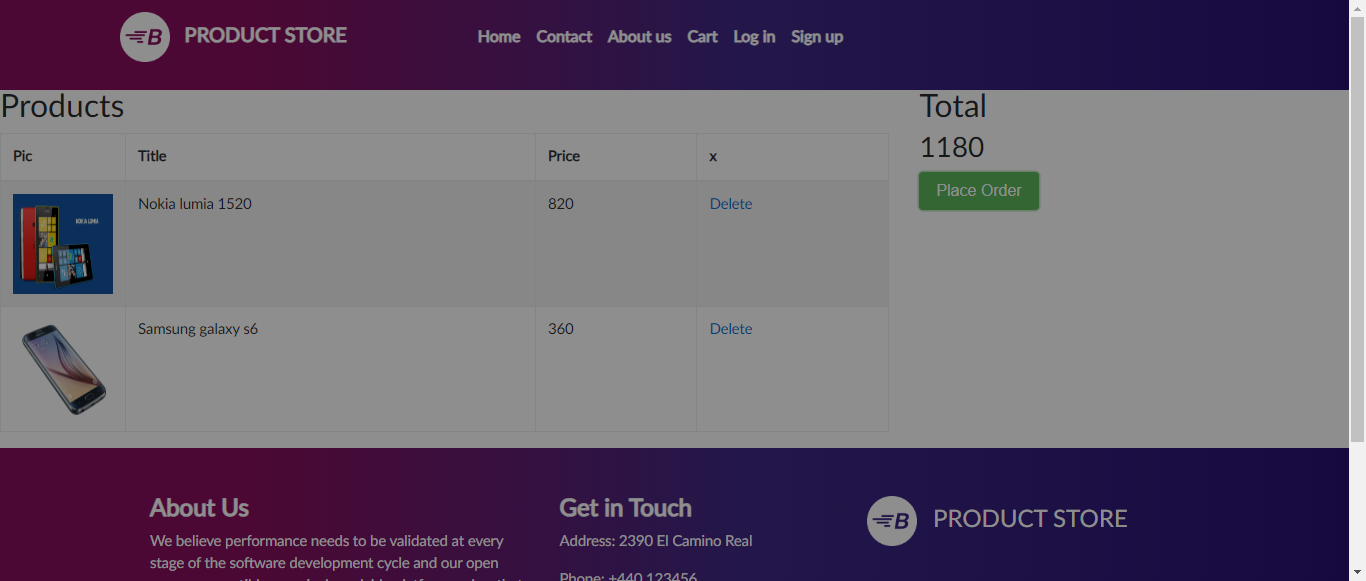 B PRODUCT STORE
Home Contact About us Cart Log in Sign up
Products
Total
1180
Place Order
Pic Title Price x
NOKIA LUMIA
Nokia lumia 1520 820 Delete
Samsung galaxy s6 360 Delete
About Us
We believe performance needs to be validated at every
stage of the software development cycle and our open
Get in Touch
Address: 2390 El Camino Real
Phone: +440 123456
B PRODUCT STORE